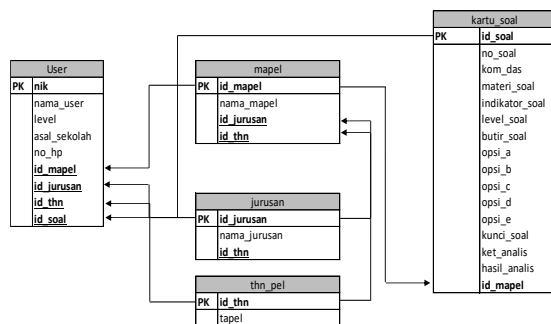 User
PK nik
nama_user
level
asal_sekolah
no_hp
id_mapel
id_jurusan
id_thn
id_soal
mapel
PK id_mapel
nama_mapel
id_jurusan
id_thn
jurusan
PK id_jurusan
nama_jurusan
id_thn
thn_pel
PK id_thn
tapel
kartu_soal
PK id_soal
no_soal
kom_das
materi_soal
indikator_soal
level_soal
butir_soal
opsi_a
opsi_b
opsi_c
opsi_d
opsi_e
kunci_soal
ket_analis
hasil_analis
id_mapel